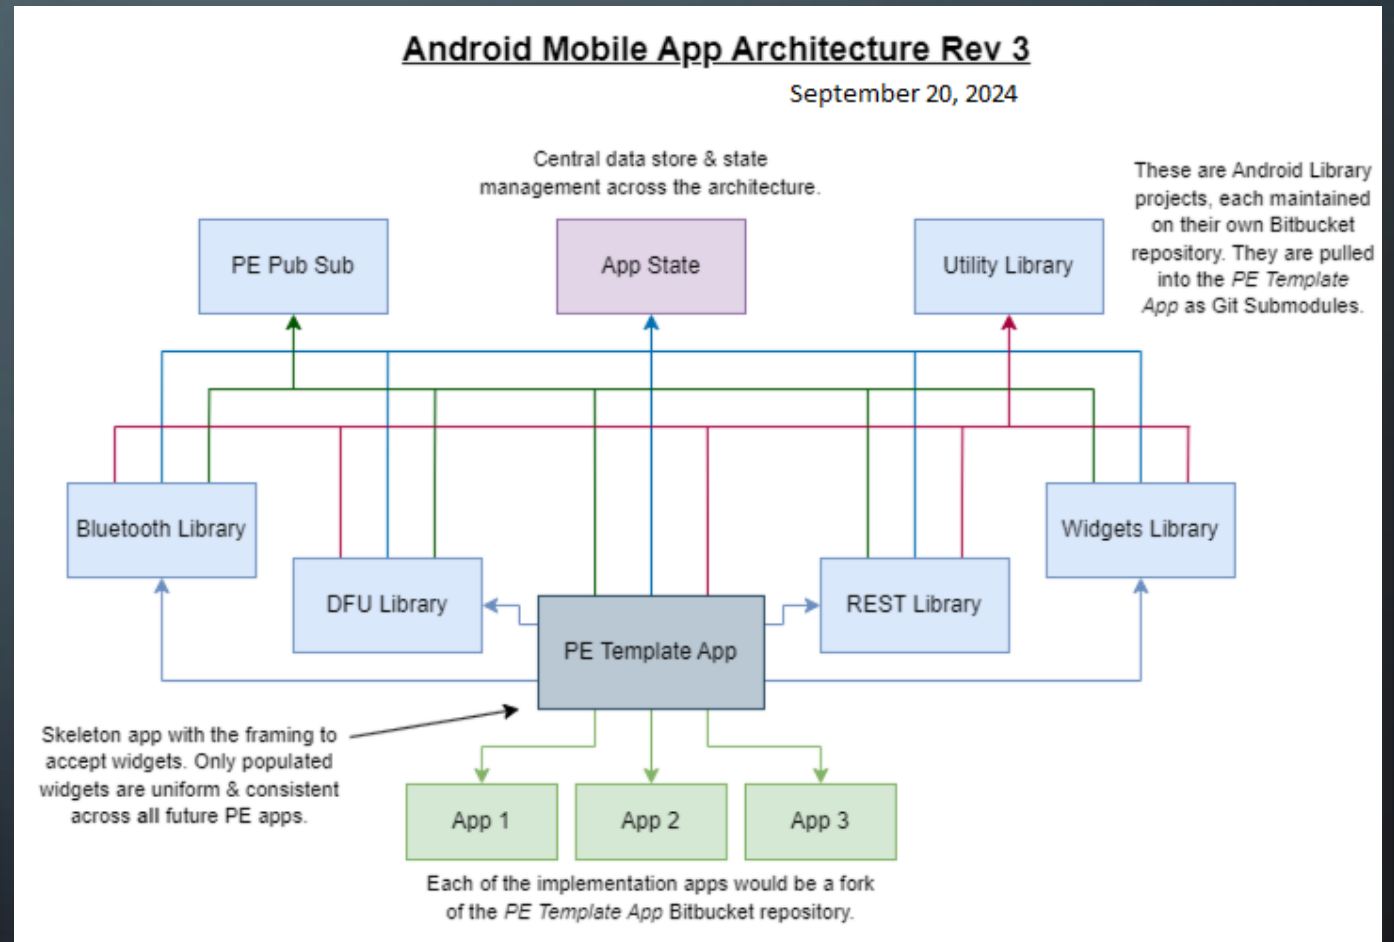 Android Mobile App Architecture Rev 3
September 20, 2024
Central data store & state
management across the architecture.
These are Android Library
projects, each maintained
on their own Bitbucket
repository. They are pulled
into the PE Template
App as Git Submodules.
PE Pub Sub
App State
Utility Library
Bluetooth Library
Widgets Library
DFU Library
REST Library
PE Template App
Skeleton app with the framing to
accept widgets. Only populated
widgets are uniform & consistent
across all future PE apps.
App 1
App 2
App 3
Each of the implementation apps would be a fork
of the PE Template App Bitbucket repository.